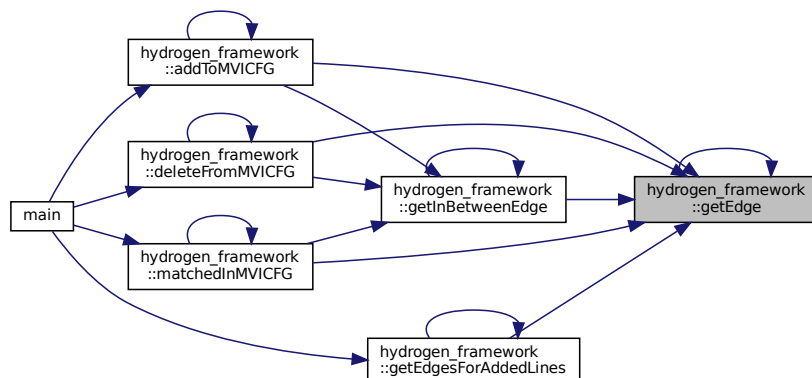 hydrogen_framework
::addToMVICFG
hydrogen_framework
::deleteFromMVICFG
hydrogen_framework
::getInBetweenEdge
hydrogen_framework
::getEdge
main
hydrogen_framework
::matchedInMVICFG
hydrogen_framework
::getEdgesForAddedLines